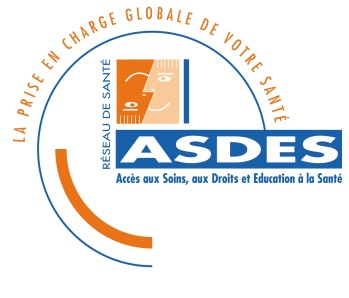 LA PRISE EN CHARGE GLOBALE DE VOTRE SANTÉ
RÉSEAU DE SANTÉ
ASDES
Accès aux Soins, aux Droits et Education à la Santé